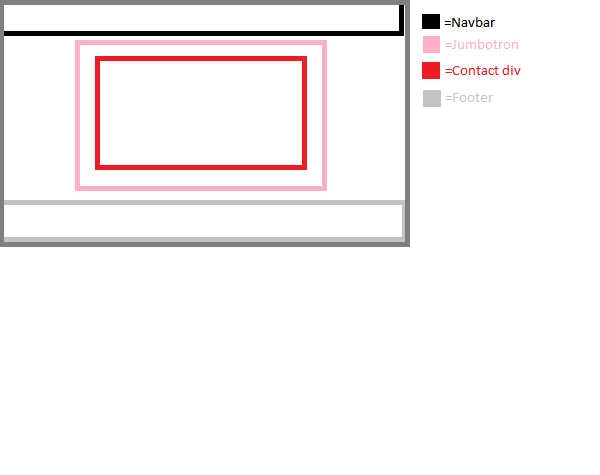 =Navbar
=Jumbotron
=Contact div
=Footer